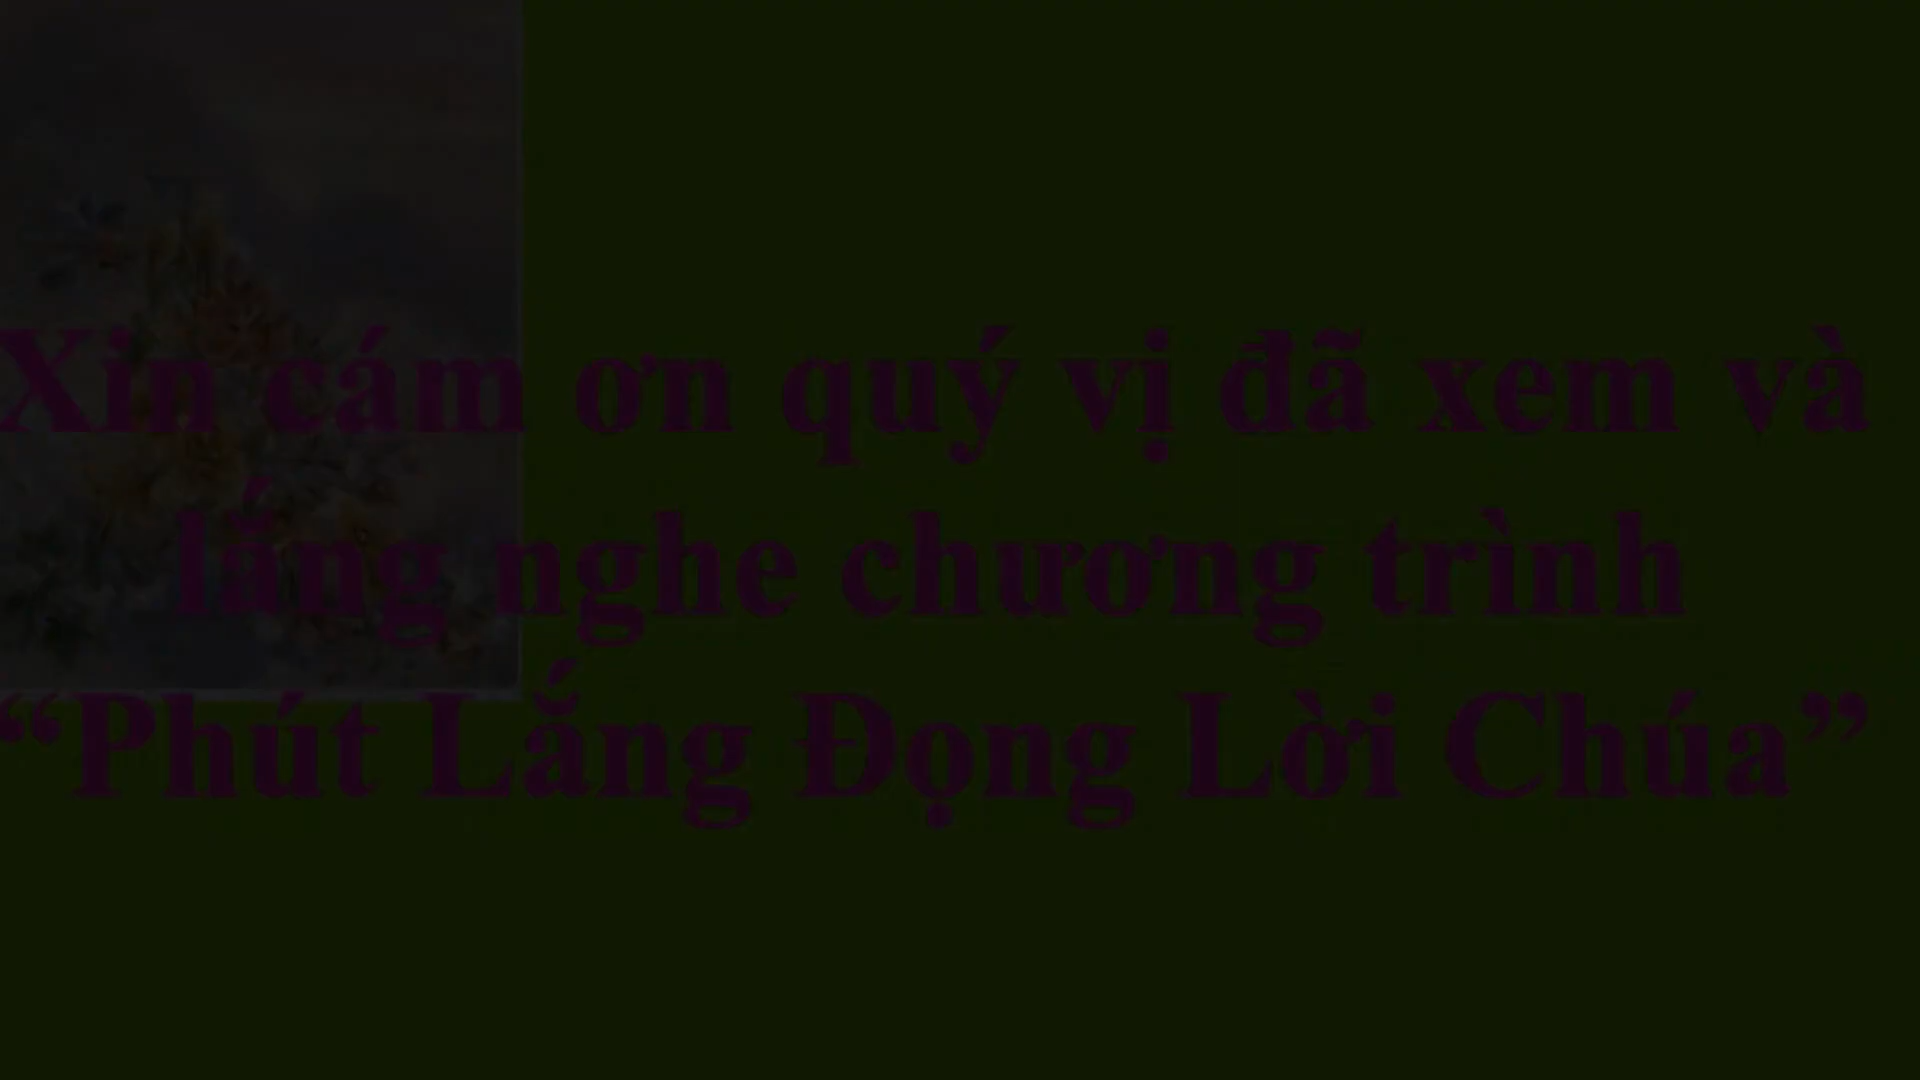 Xin cám ơn quý vị đã xem và
lắng nghe chương trình
“Phút Lắng Đọng Lời Chúa”